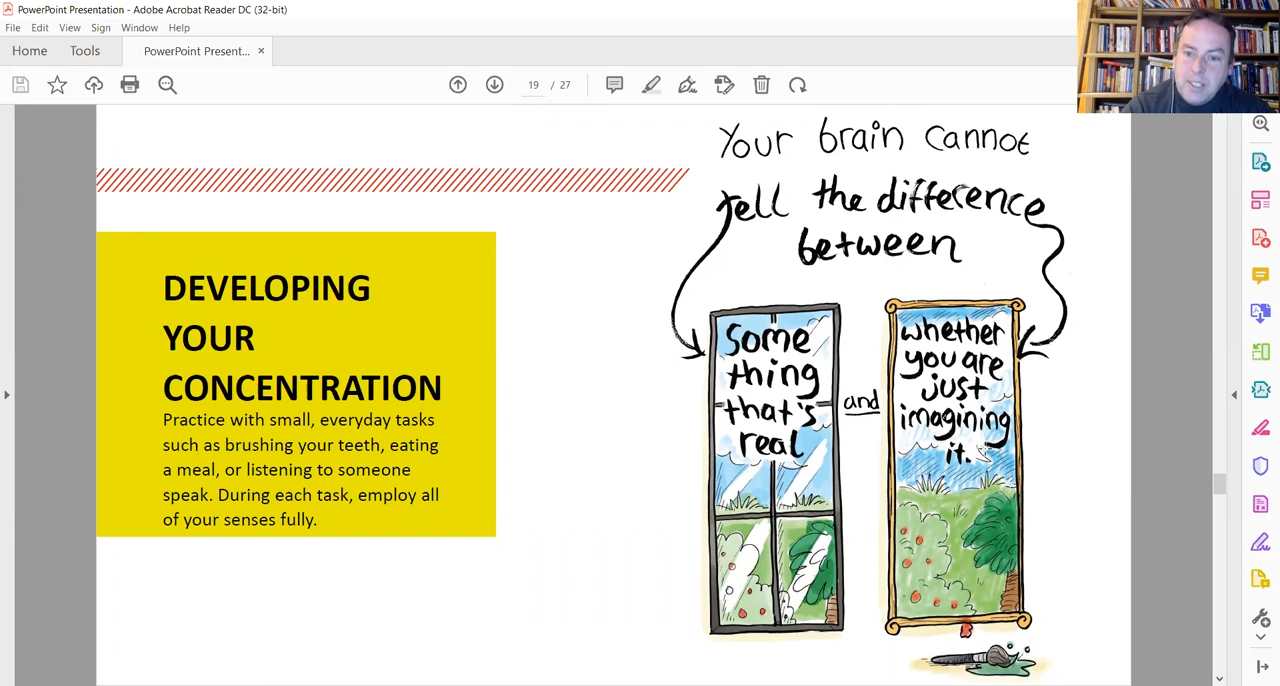 PowerPoint Presentation - Adobe Acrobat Reader DC (32-bit)
File Edit View Sign Window Help
Home Tools PowerPoint Present... ×
19 / 27
Your brain cannot
tell the difference
between
Some
thing
that's
real
and
whether
you are
just
imagining
it.
DEVELOPING
YOUR
CONCENTRATION
Practice with small, everyday tasks
such as brushing your teeth, eating
a meal, or listening to someone
speak. During each task, employ all
of your senses fully.